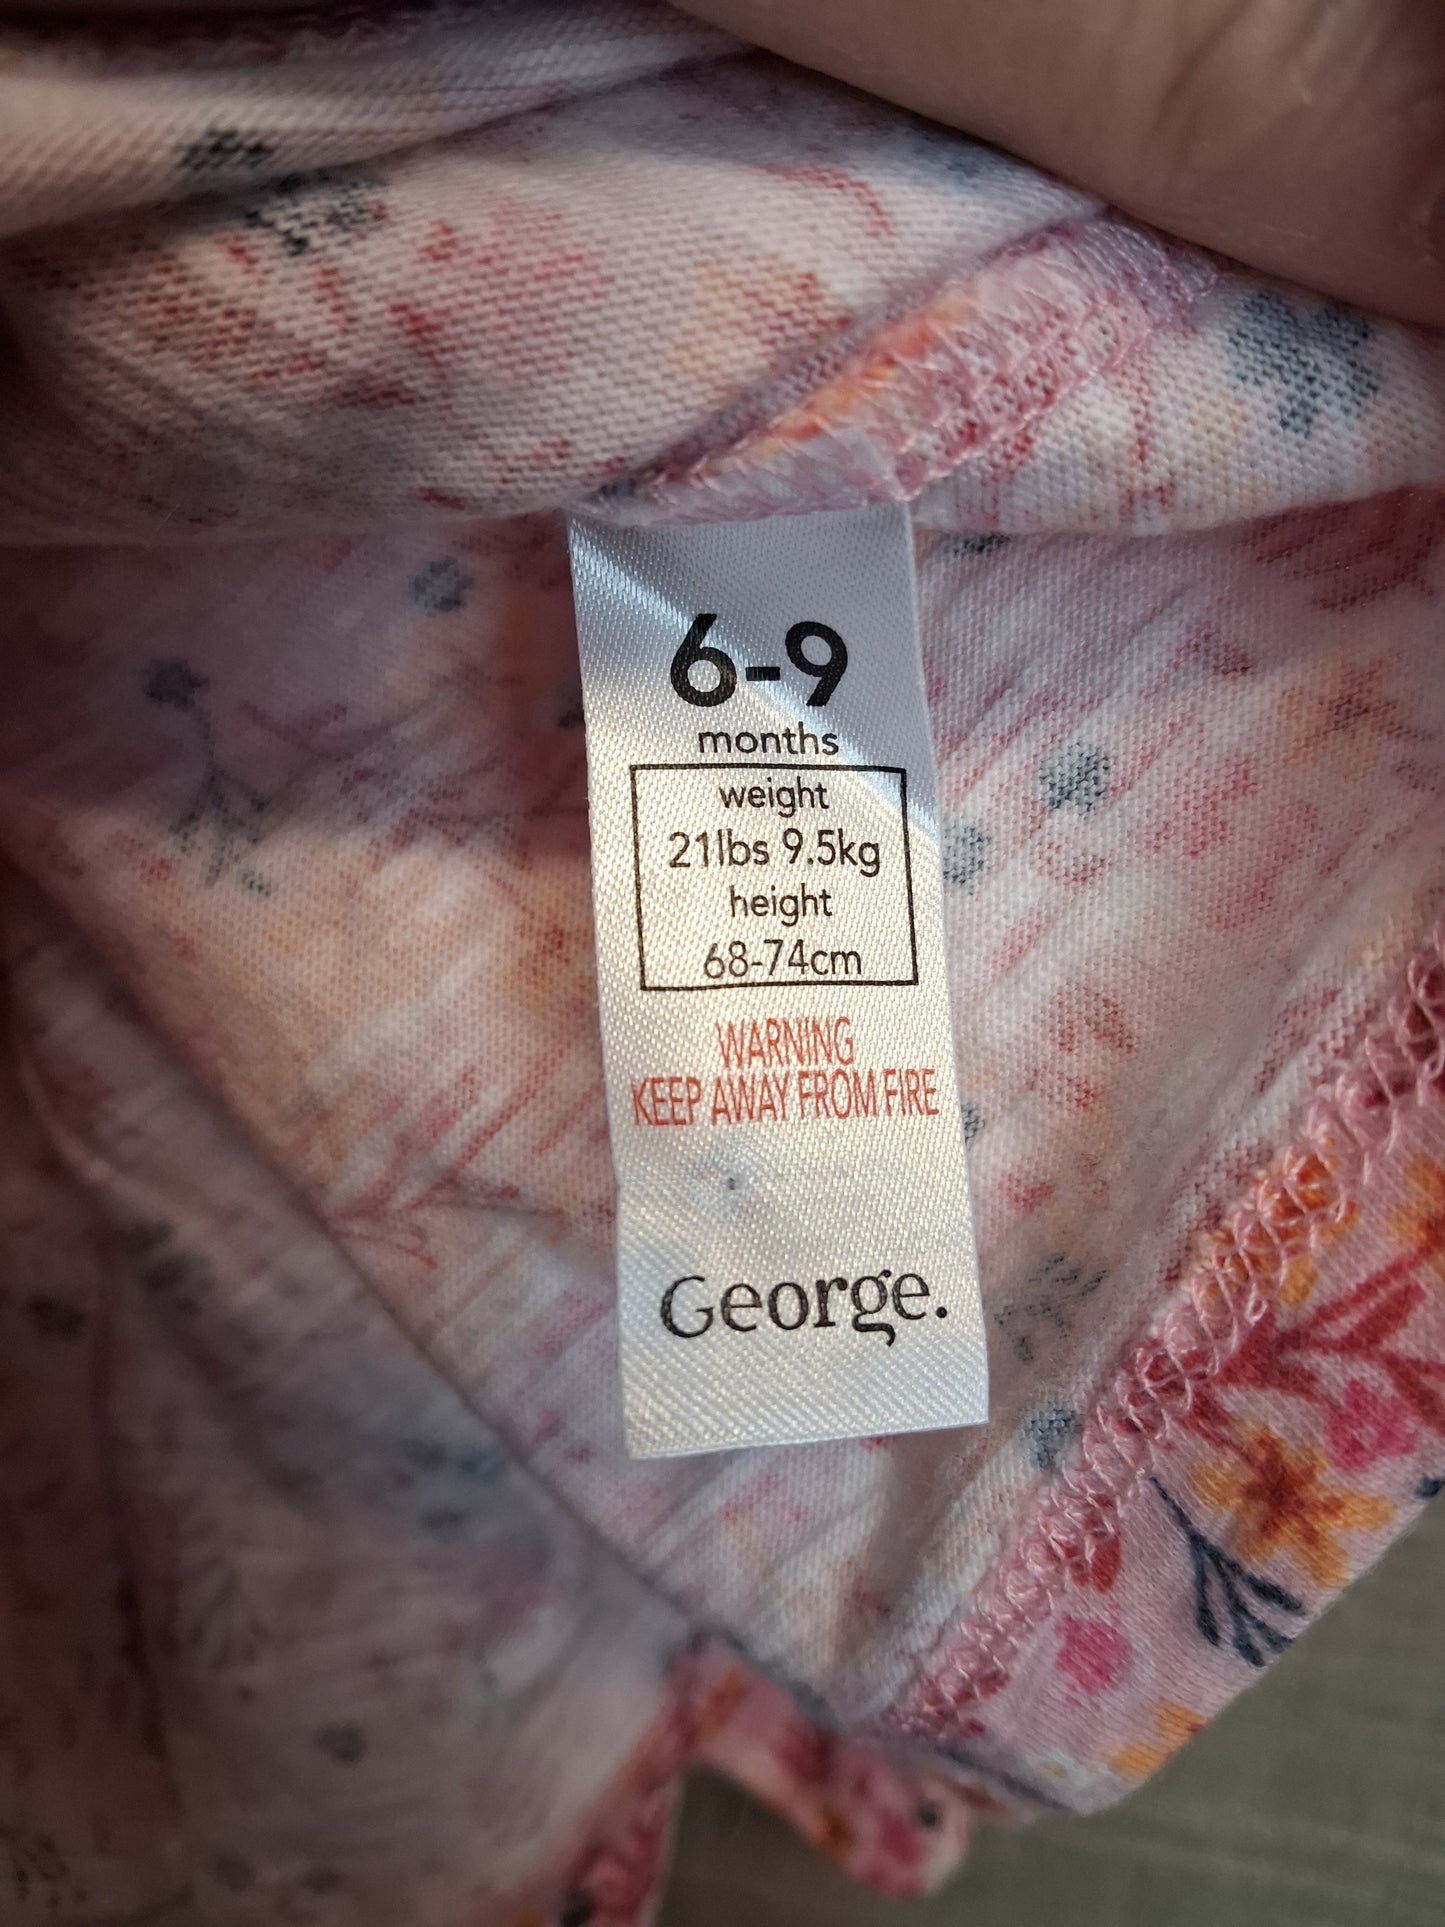 6-9
months
weight
21lbs 9.5kg
height
68-74cm
WARNING
KEEP AWAY FROM FIRE
George.